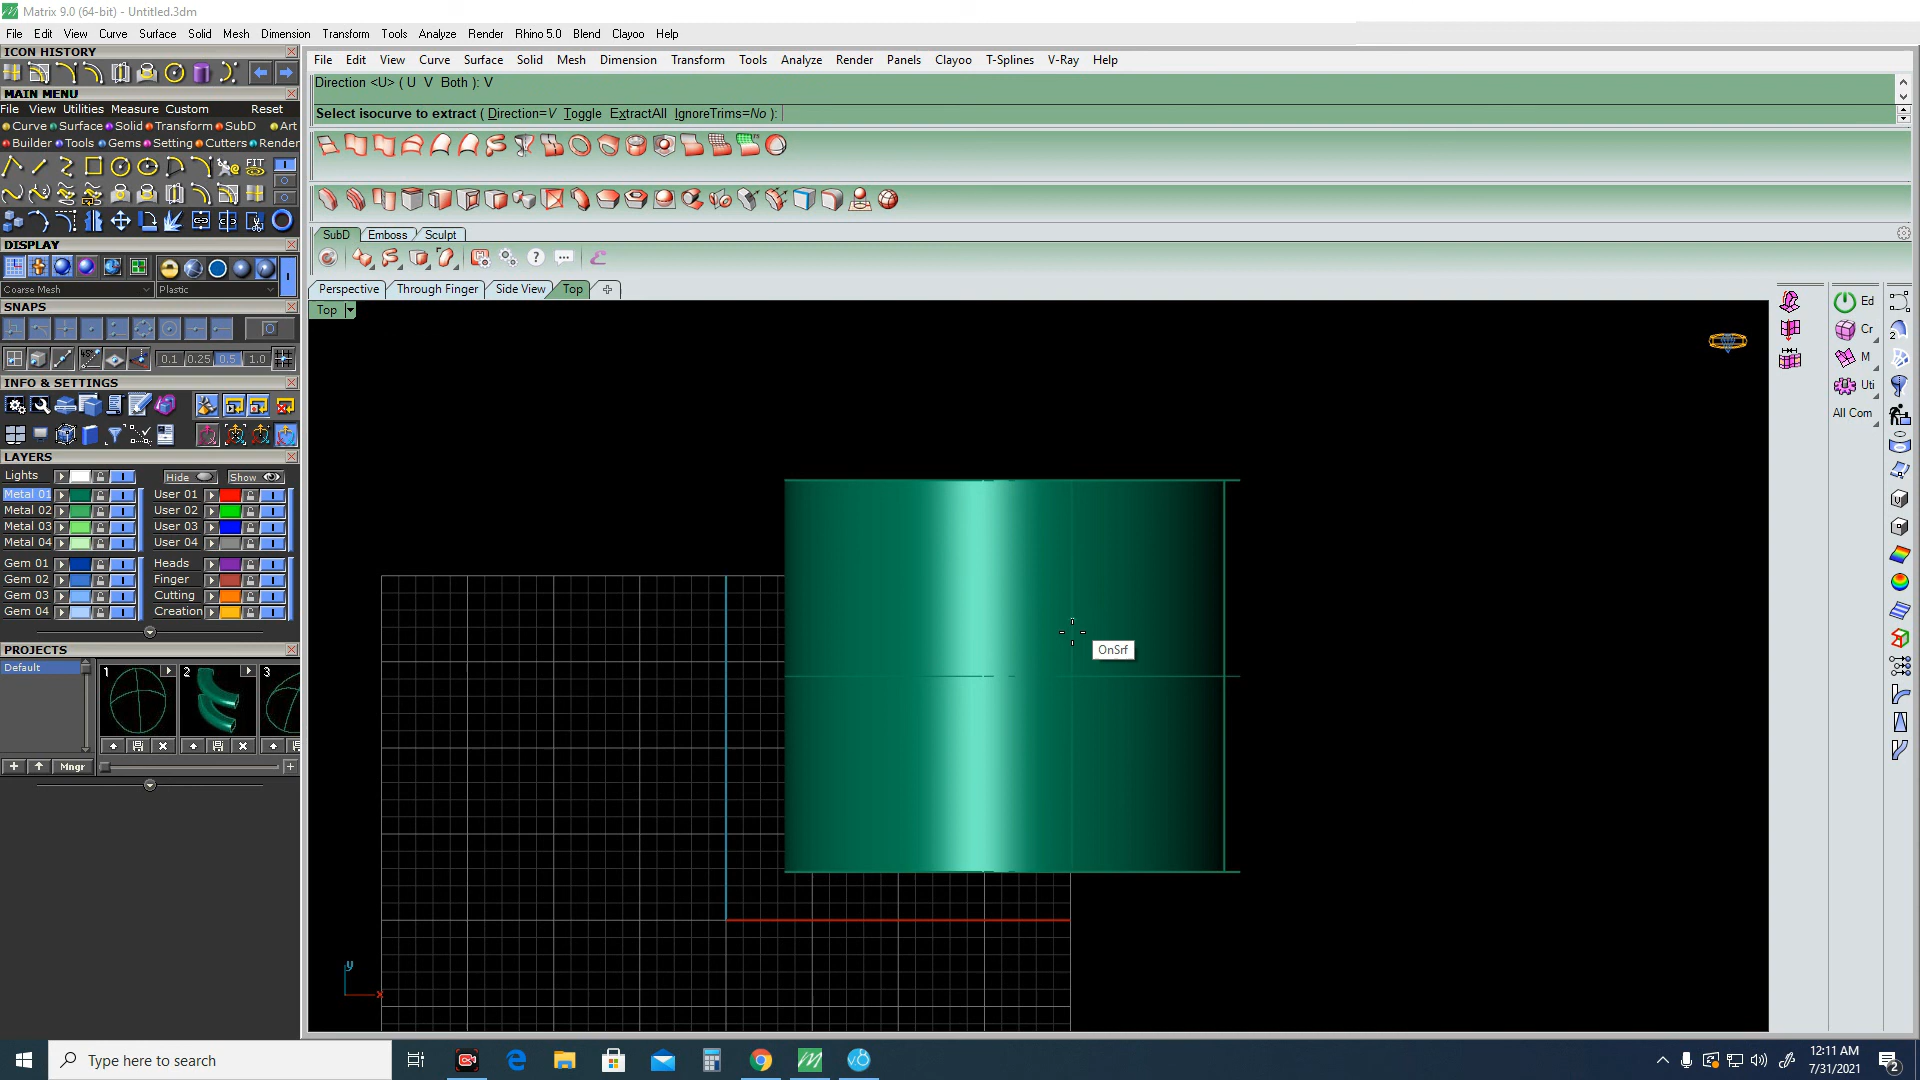 Matrix 9.0 (64-bit) - Untitled.3dm
File Edit View Curve Surface Solid Mesh Dimension Transform Tools Analyze Render Rhino 5.0 Blend Clayoo Help
ICON HISTORY
MAIN MENU
File View Utilities Measure Custom Reset
Curve Surface Solid Transform SubD Art
Builder Tools Gems Setting Cutters Render
FIT
DISPLAY
Coarse Mesh Plastic
SNAPS
0.1 0.25 0.5 1.0
INFO & SETTINGS
LAYERS
Lights Hide Show
Metal 01 User 01
Metal 02 User 02
Metal 03 User 03
Metal 04 User 04
Gem 01 Heads
Gem 02 Finger
Gem 03 Cutting
Gem 04 Creation
PROJECTS
Default
1 2 3
Mngr
File Edit View Curve Surface Solid Mesh Dimension Transform Tools Analyze Render Panels Clayoo T-Splines V-Ray Help
Direction <U> ( U V Both ): V
Select isocurve to extract ( Direction=V Toggle ExtractAll IgnoreTrims=No ):
SubD Emboss Sculpt
Perspective Through Finger Side View Top
Top
OnSrf
y
x
Ed
Cr
M
Uti
All Com
Type here to search
12:11 AM
7/31/2021
2